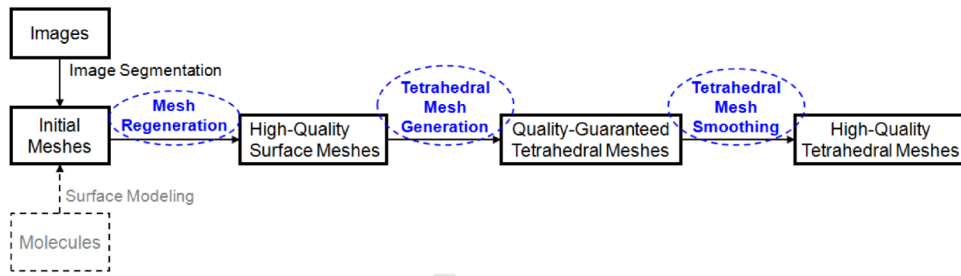 Images
Image Segmentation
Initial
Meshes
Mesh
Regeneration
High-Quality
Surface Meshes
Tetrahedral
Mesh
Generation
Quality-Guaranteed
Tetrahedral Meshes
Tetrahedral
Mesh
Smoothing
High-Quality
Tetrahedral Meshes
Surface Modeling
Molecules